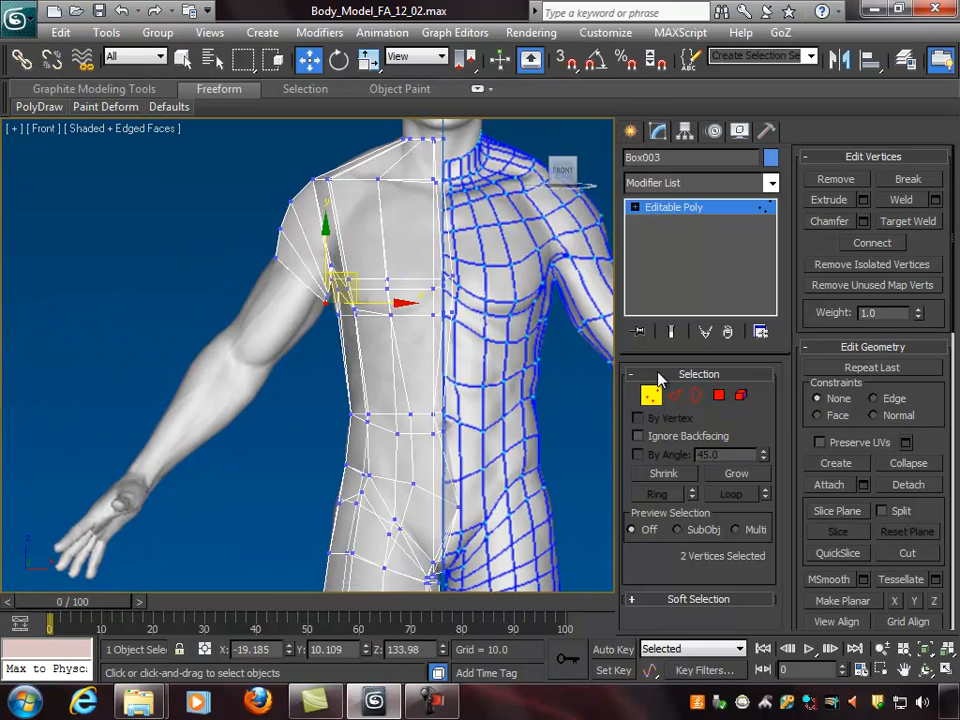 Body_Model_FA_12_02.max
Type a keyword or phrase
Edit Tools Group Views Create Modifiers Animation Graph Editors Rendering Customize MAXScript Help GoZ
All View Create Selection Se
Graphite Modeling Tools Freeform Selection Object Paint
PolyDraw Paint Deform Defaults
[ + ] [ Front ] [ Shaded + Edged Faces ]
FRONT
Box003
Modifier List
Editable Poly
Selection
By Vertex
Ignore Backfacing
By Angle: 45.0
Shrink Grow
Ring Loop
Preview Selection
Off SubObj Multi
2 Vertices Selected
Soft Selection
Edit Vertices
Remove Break
Extrude Weld
Chamfer Target Weld
Connect
Remove Isolated Vertices
Remove Unused Map Verts
Weight: 1.0
Edit Geometry
Repeat Last
Constraints
None Edge
Face Normal
Preserve UVs
Create Collapse
Attach Detach
Slice Plane Split
Slice Reset Plane
QuickSlice Cut
MSmooth Tessellate
Make Planar X Y Z
View Align Grid Align
0 / 100
0 10 20 30 40 50 60 70 80 90 100
1 Object Selec X: -19.185 Y: 10.109 Z: 133.98 Grid = 10.0
Auto Key Selected
Max to Physc
Click or click-and-drag to select objects
Add Time Tag
Set Key Key Filters... 0